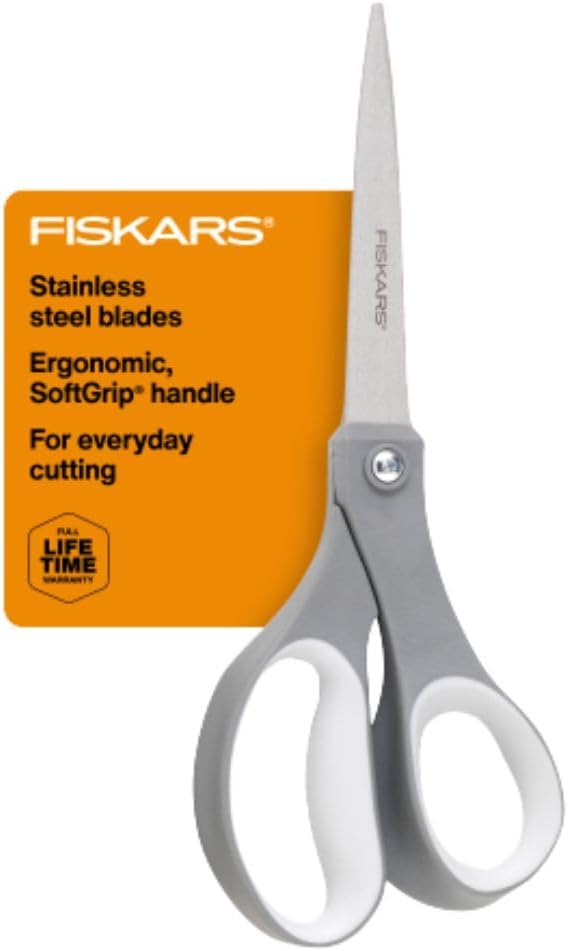 FISKARS®
Stainless
steel blades
Ergonomic,
SoftGrip® handle
For everyday
cutting
FULL
LIFE
TIME
WARRANTY
FISKARS®